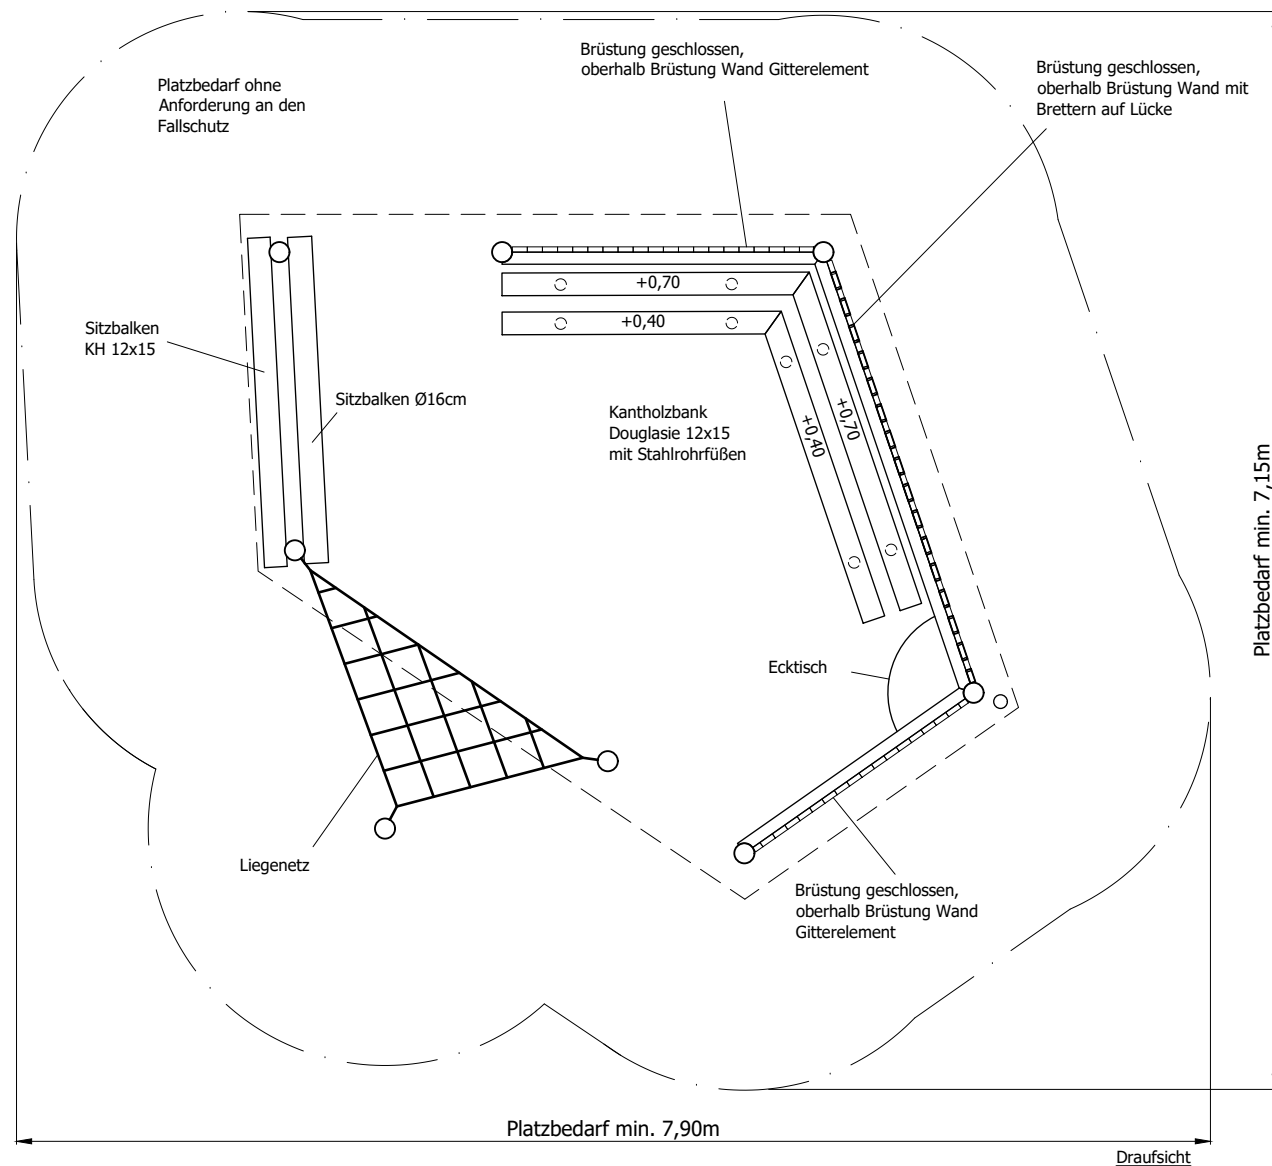 Brüstung geschlossen,
oberhalb Brüstung Wand Gitterelement
Brüstung geschlossen,
oberhalb Brüstung Wand mit
Brettern auf Lücke
Platzbedarf ohne
Anforderung an den
Fallschutz
+0,70
+0,40
Sitzbalken
KH 12x15
Sitzbalken Ø16cm
Kantholzbank
Douglasie 12x15
mit Stahlrohrfüßen
+0,40
+0,70
Platzbedarf min. 7,15m
Ecktisch
Liegenetz
Brüstung geschlossen,
oberhalb Brüstung Wand
Gitterelement
Platzbedarf min. 7,90m
Draufsicht